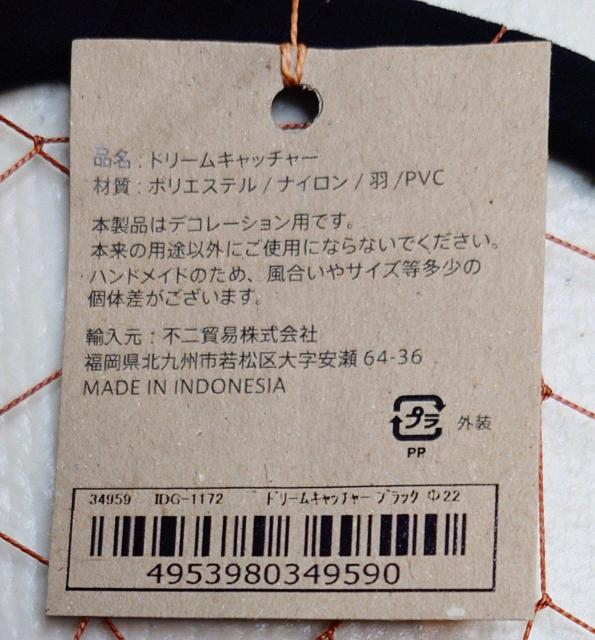 品名：ドリームキャッチャー
材質：ポリエステル / ナイロン / 羽 /PVC
本製品はデコレーション用です。
本来の用途以外にご使用にならないでください。
ハンドメイドのため、風合いやサイズ等多少の
個体差がございます。
輸入元：不二貿易株式会社
福岡県北九州市若松区大字安瀬 64-36
MADE IN INDONESIA
プラ 外装
PP
34959 IDG-1172 ドリームキャッチャー ブラック Φ22
4953980349590